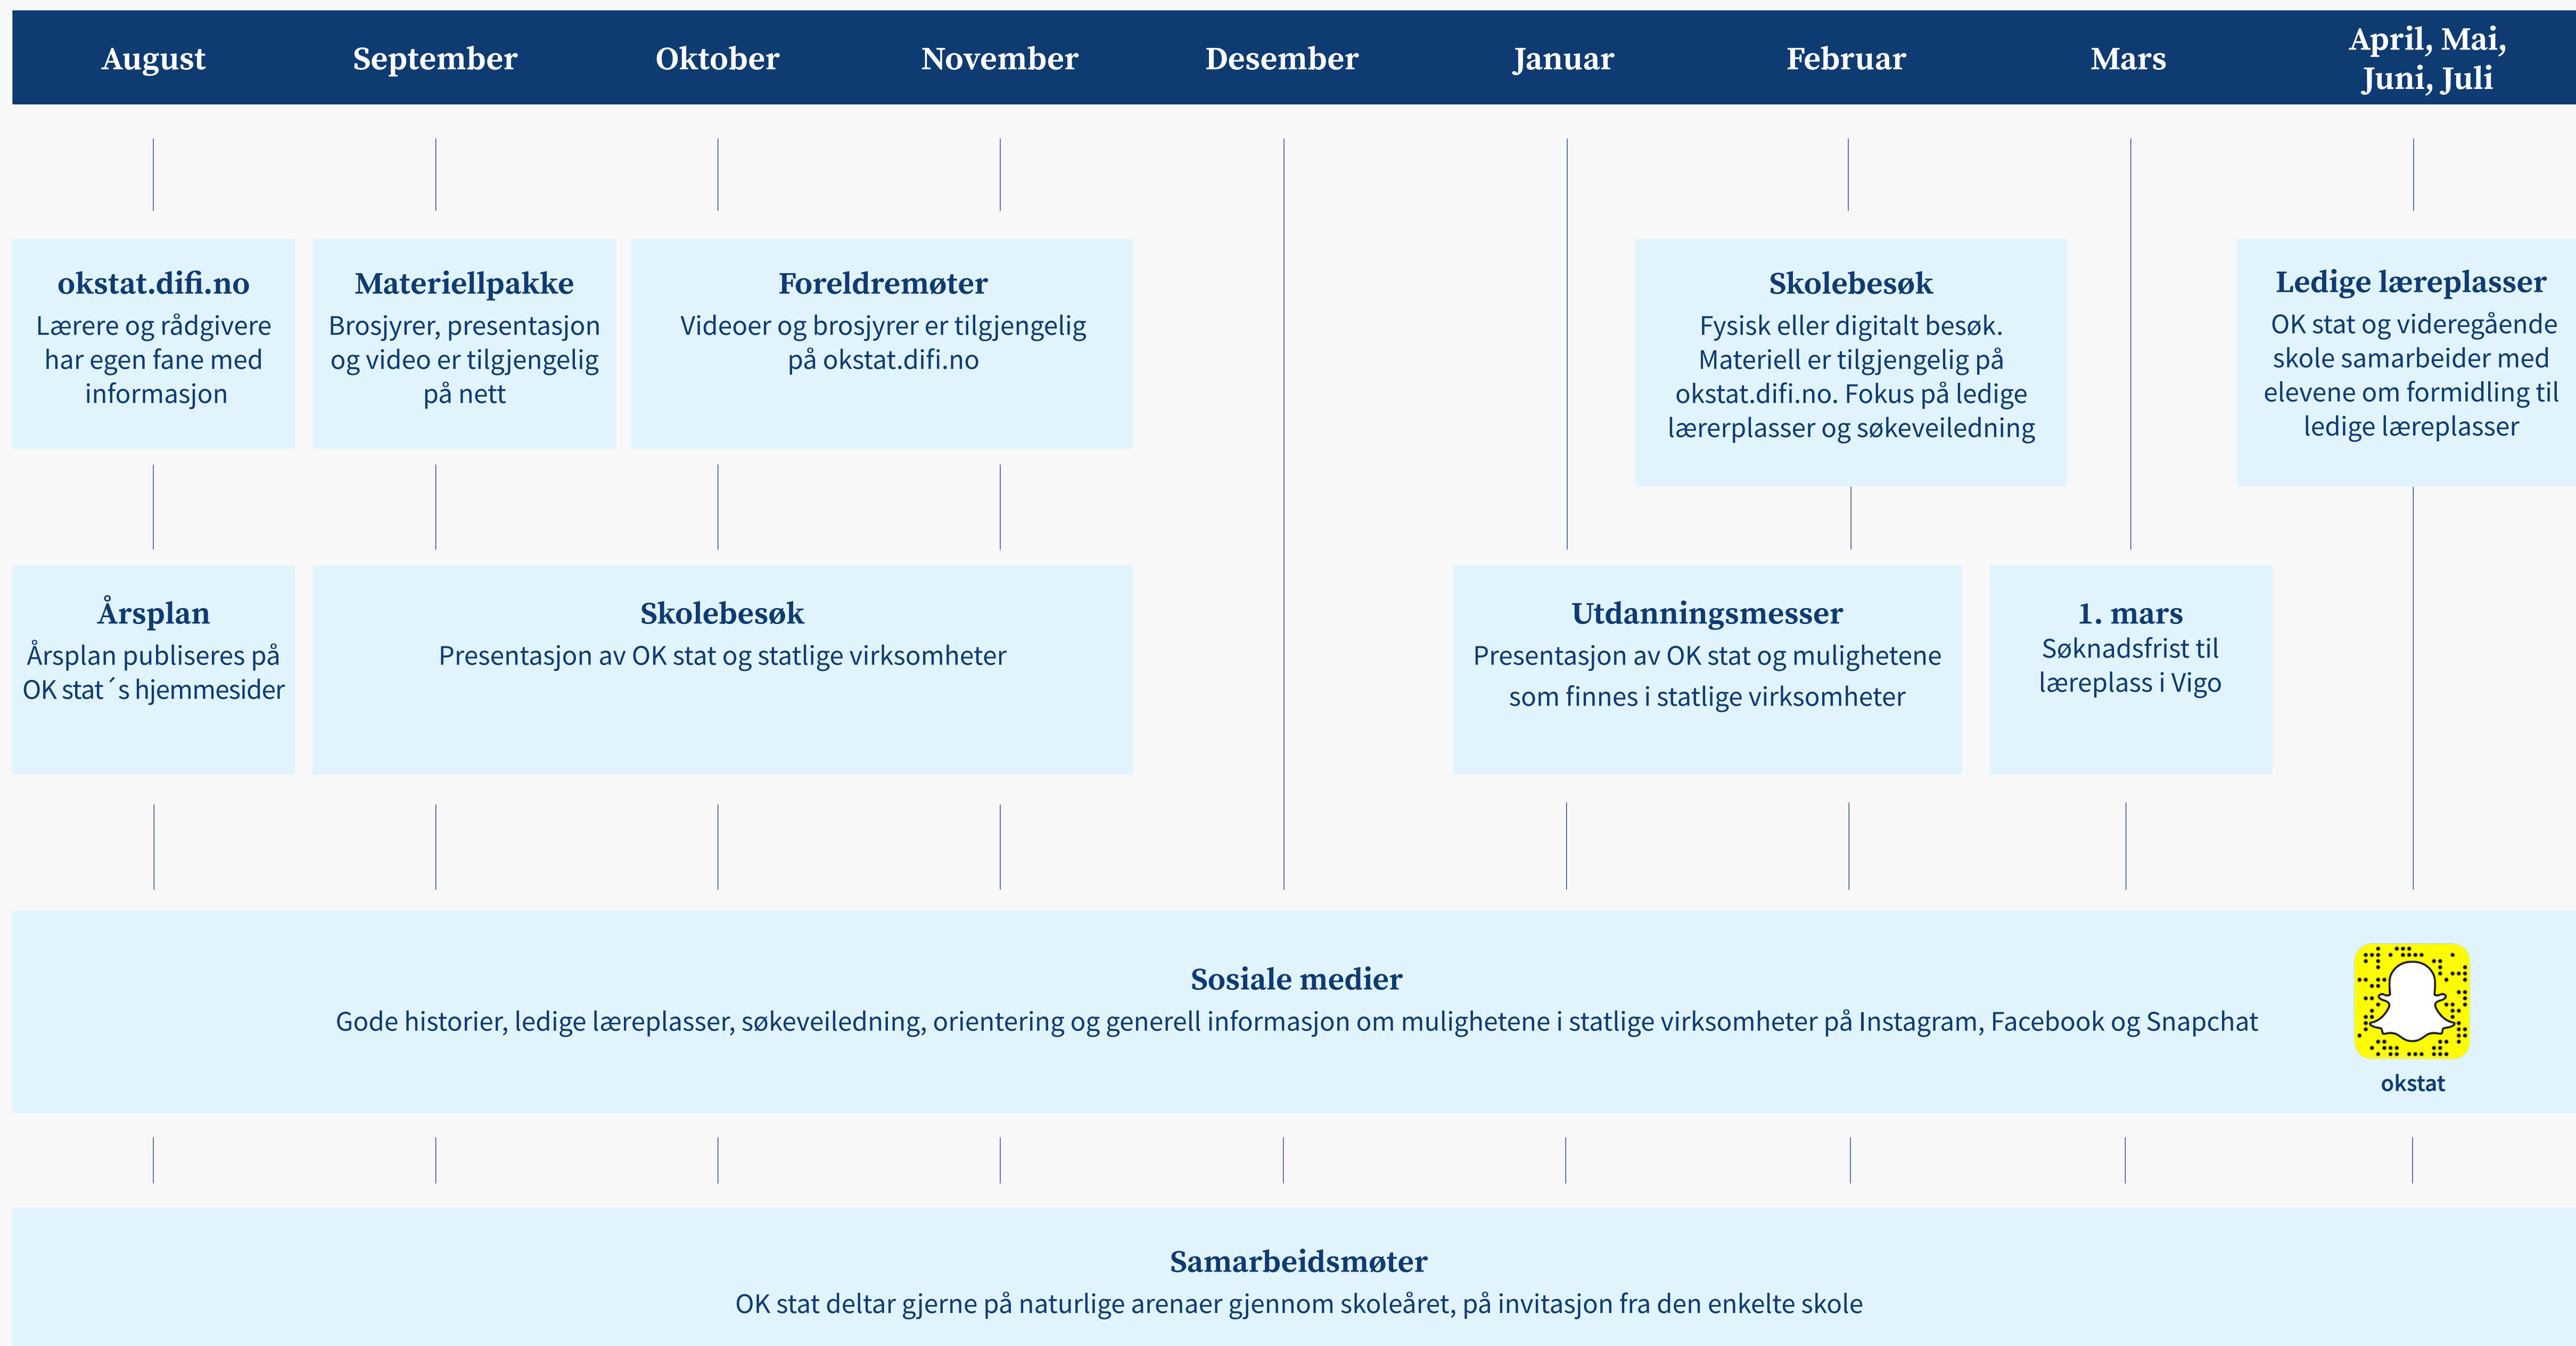 August
September
Oktober
November
Desember
Januar
Februar
Mars
April, Mai,
Juni, Juli
okstat.difi.no
Lærere og rådgivere
har egen fane med
informasjon
Materiellpakke
Brosjyrer, presentasjon
og video er tilgjengelig
på nett
Foreldremøter
Videoer og brosjyrer er tilgjengelig
på okstat.difi.no
Skolebesøk
Fysisk eller digitalt besøk.
Materiell er tilgjengelig på
okstat.difi.no. Fokus på ledige
lærerplasser og søkeveiledning
Ledige læreplasser
OK stat og videregående
skole samarbeider med
elevene om formidling til
ledige læreplasser
Årsplan
Årsplan publiseres på
OK stat´s hjemmesider
Skolebesøk
Presentasjon av OK stat og statlige virksomheter
Utdanningsmesser
Presentasjon av OK stat og mulighetene
som finnes i statlige virksomheter
1. mars
Søknadsfrist til
læreplass i Vigo
Sosiale medier
Gode historier, ledige læreplasser, søkeveiledning, orientering og generell informasjon om mulighetene i statlige virksomheter på Instagram, Facebook og Snapchat
okstat
Samarbeidsmøter
OK stat deltar gjerne på naturlige arenaer gjennom skoleåret, på invitasjon fra den enkelte skole